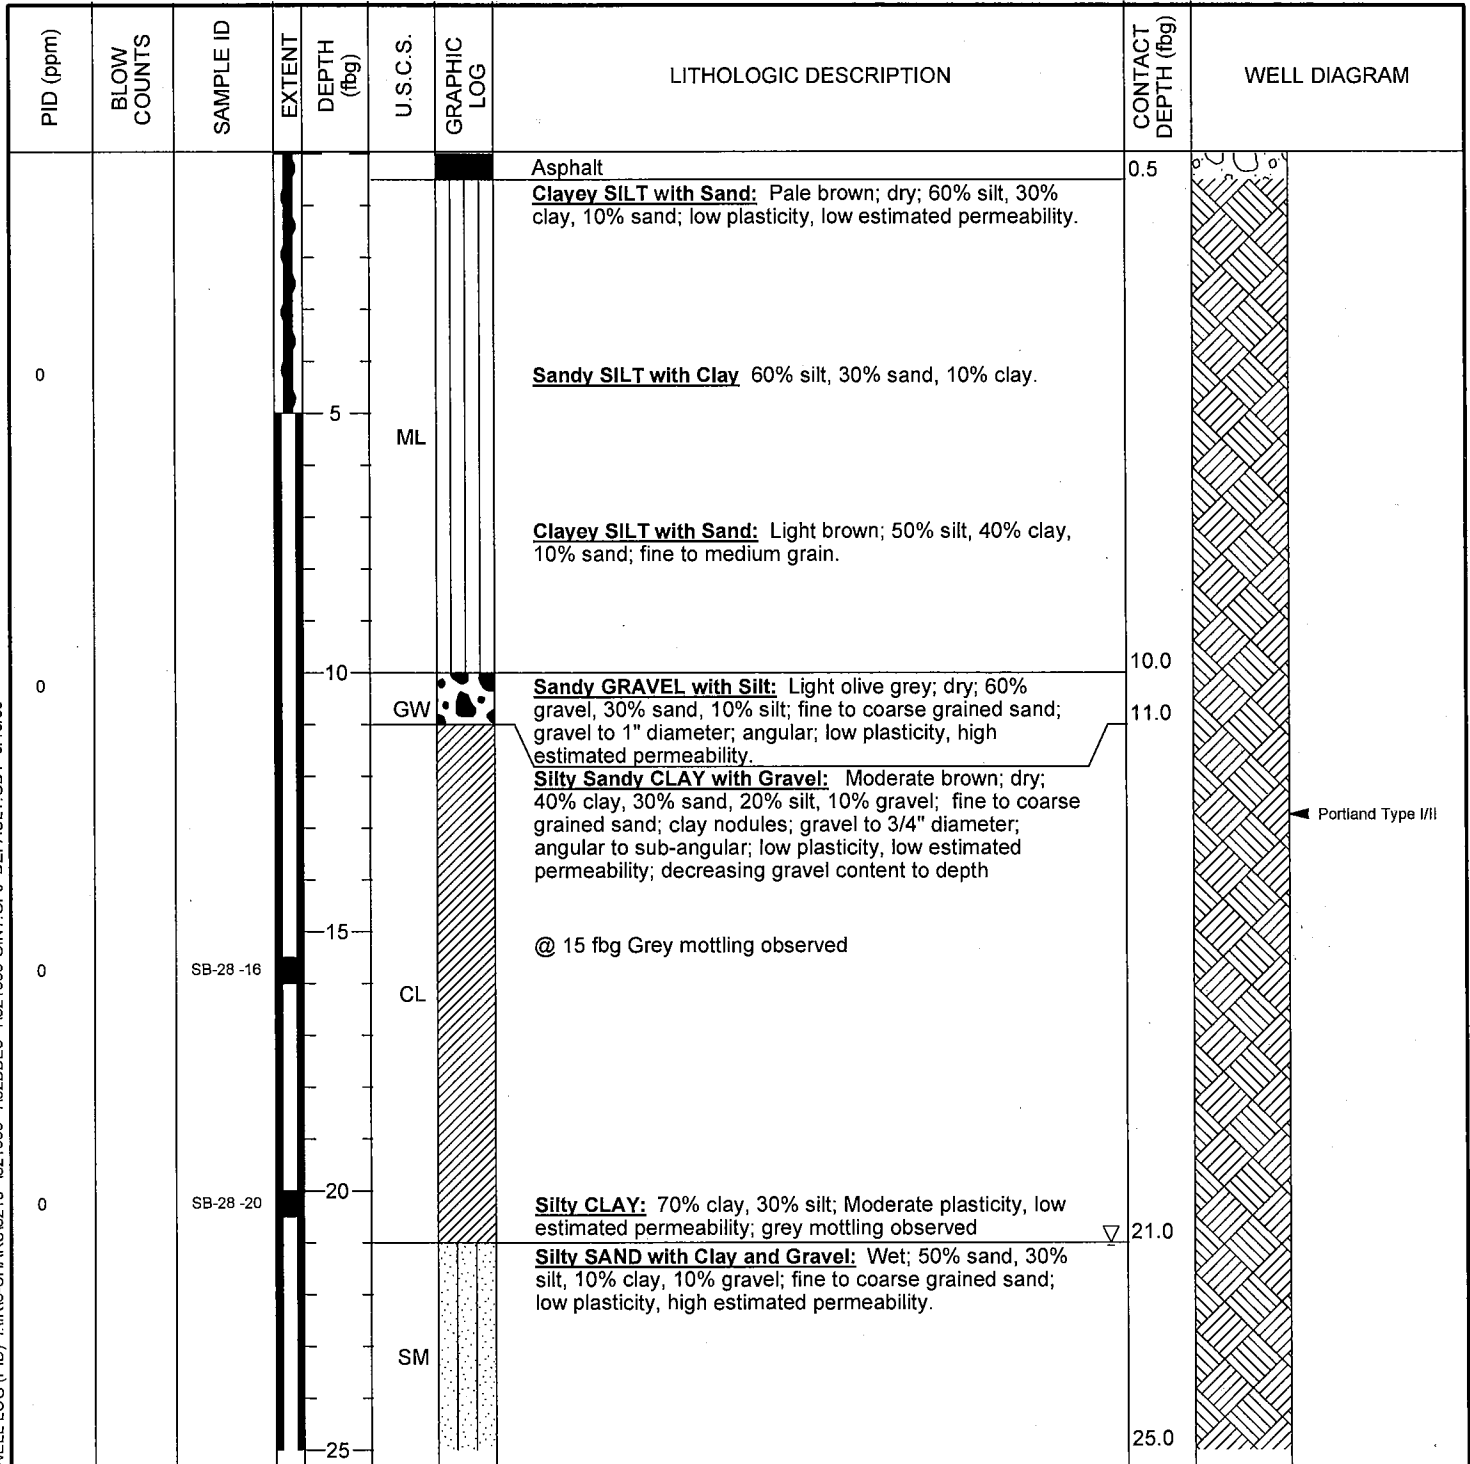 PID (ppm)
BLOW
COUNTS
SAMPLE ID
EXTENT
DEPTH
(fbg)
U.S.C.S.
GRAPHIC
LOG
LITHOLOGIC DESCRIPTION
CONTACT
DEPTH (fbg)
WELL DIAGRAM
Asphalt
0.5
Clayey SILT with Sand: Pale brown; dry; 60% silt, 30%
clay, 10% sand; low plasticity, low estimated permeability.
0
Sandy SILT with Clay 60% silt, 30% sand, 10% clay.
5
ML
Clayey SILT with Sand: Light brown; 50% silt, 40% clay,
10% sand; fine to medium grain.
10
10.0
0
Sandy GRAVEL with Silt: Light olive grey; dry; 60%
gravel, 30% sand, 10% silt; fine to coarse grained sand;
gravel to 1" diameter; angular; low plasticity, high
estimated permeability.
GW
11.0
Silty Sandy CLAY with Gravel: Moderate brown; dry;
40% clay, 30% sand, 20% silt, 10% gravel; fine to coarse
grained sand; clay nodules; gravel to 3/4" diameter;
angular to sub-angular; low plasticity, low estimated
permeability; decreasing gravel content to depth
Portland Type I/II
15
@ 15 fbg Grey mottling observed
0
SB-28 -16
CL
20
0
SB-28 -20
Silty CLAY: 70% clay, 30% silt; Moderate plasticity, low
estimated permeability; grey mottling observed
21.0
Silty SAND with Clay and Gravel: Wet; 50% sand, 30%
silt, 10% clay, 10% gravel; fine to coarse grained sand;
low plasticity, high estimated permeability.
SM
25
25.0